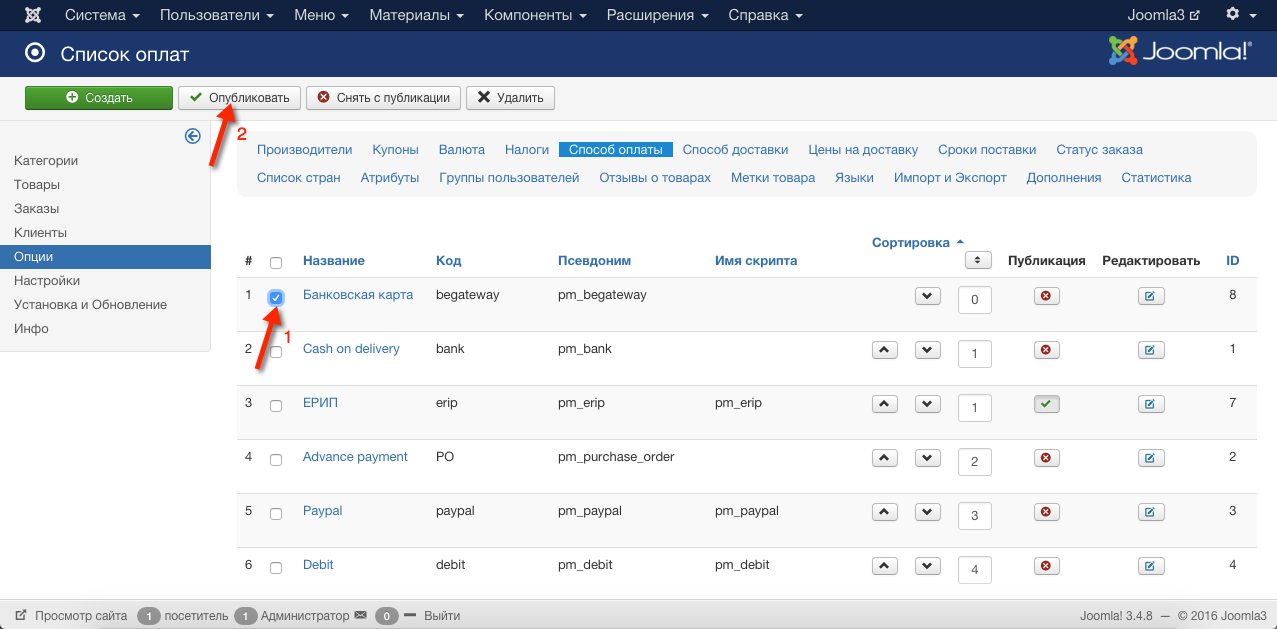 Система Пользователи Меню Материалы Компоненты Расширения Справка Joomla3
Список оплат Joomla!®
Создать Опубликовать Снять с публикации Удалить
1
2
Категории
Товары
Заказы
Клиенты
Опции
Настройки
Установка и Обновление
Инфо
Производители Купоны Валюта Налоги Способ оплаты Способ доставки Цены на доставку Сроки поставки Статус заказа
Список стран Атрибуты Группы пользователей Отзывы о товарах Метки товара Языки Импорт и Экспорт Дополнения Статистика
# Название Код Псевдоним Имя скрипта Сортировка Публикация Редактировать ID
1 Банковская карта begateway pm_begateway 0 8
2 Cash on delivery bank pm_bank 1 1
3 ЕРИП erip pm_erip pm_erip 1 7
4 Advance payment PO pm_purchase_order 2 2
5 Paypal paypal pm_paypal pm_paypal 3 3
6 Debit debit pm_debit pm_debit 4 4
Просмотр сайта 1 посетитель 1 Администратор 0 Выйти Joomla! 3.4.8 — © 2016 Joomla3